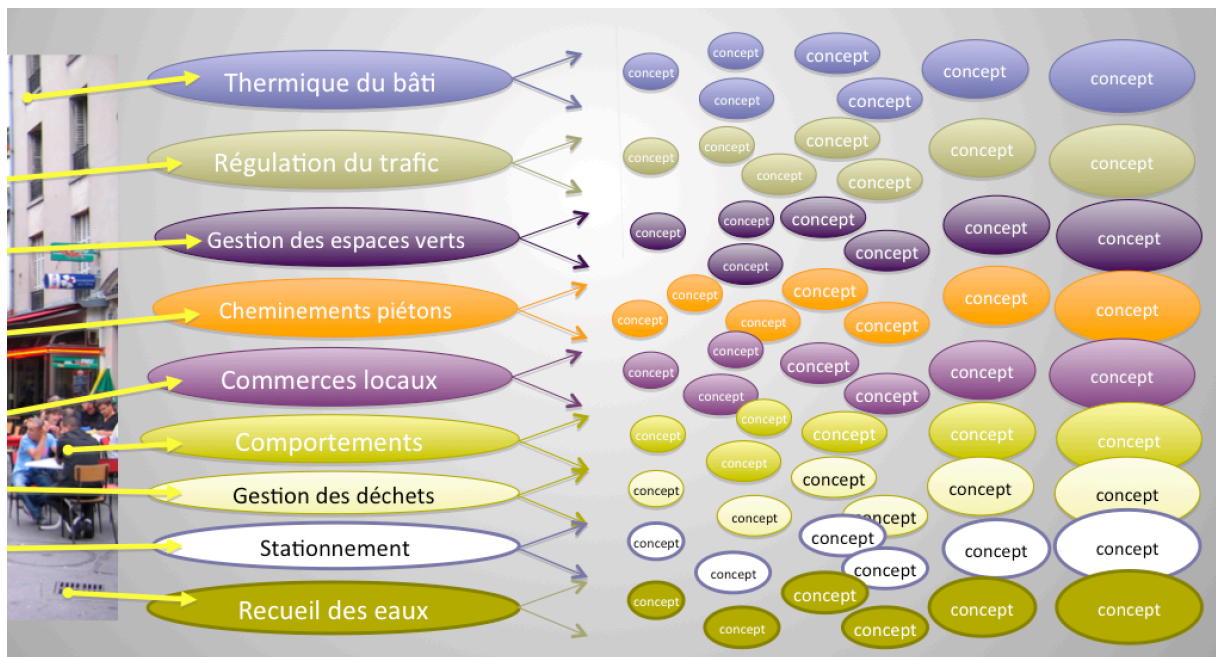 Thermique du bâti
concept
concept
concept
concept
concept
concept
concept
Régulation du trafic
concept
concept
concept
concept
concept
concept
concept
Gestion des espaces verts
concept
concept
concept
concept
concept
concept
concept
Cheminements piétons
concept
concept
concept
concept
concept
concept
concept
Commerces locaux
concept
concept
concept
concept
concept
concept
concept
Comportements
concept
concept
concept
concept
concept
concept
Gestion des déchets
concept
concept
concept
concept
concept
concept
Stationnement
concept
concept
concept
concept
concept
concept
Recueil des eaux
concept
concept
concept
concept
concept
concept